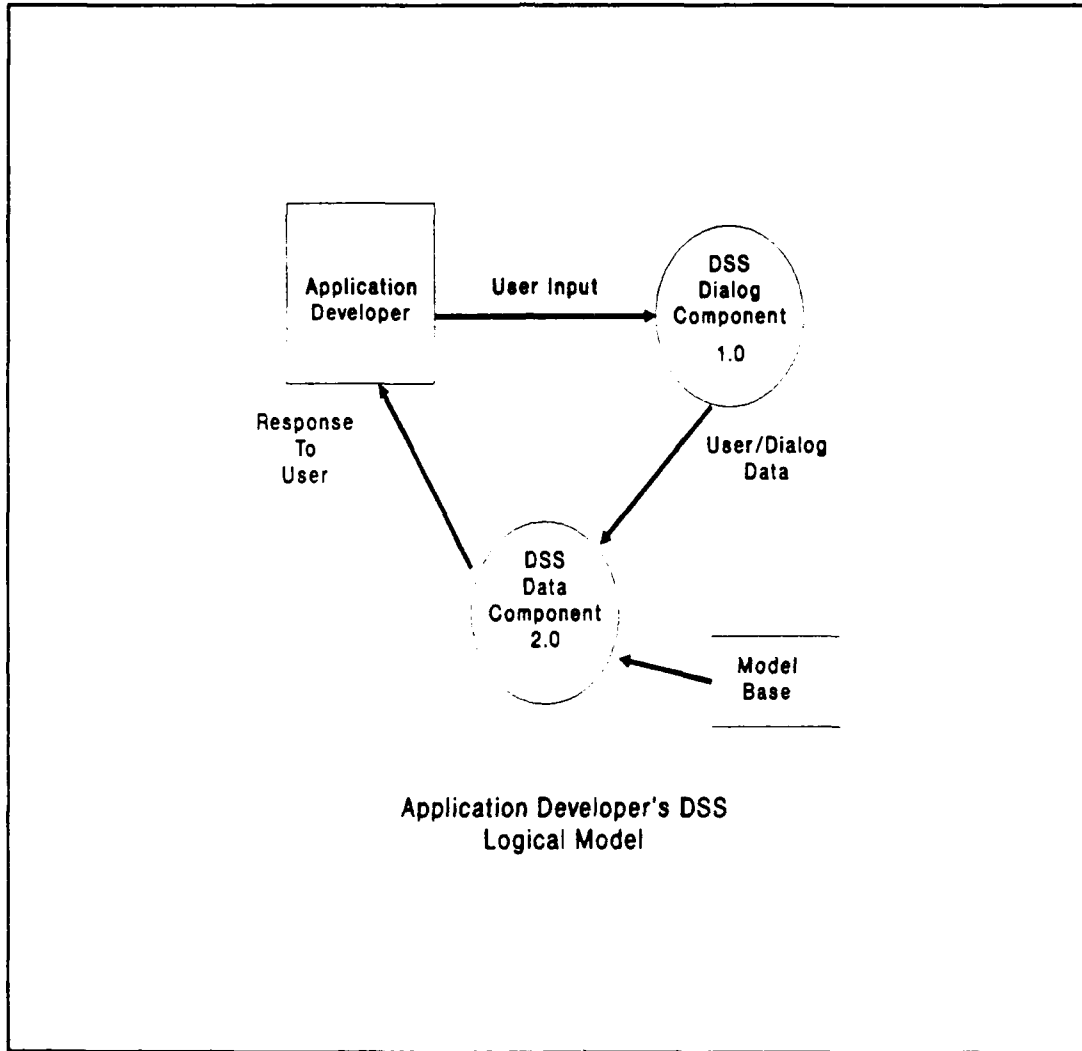 Application
Developer
User Input
DSS
Dialog
Component
1.0
Response
To
User
User/Dialog
Data
DSS
Data
Component
2.0
Model
Base
Application Developer's DSS
Logical Model